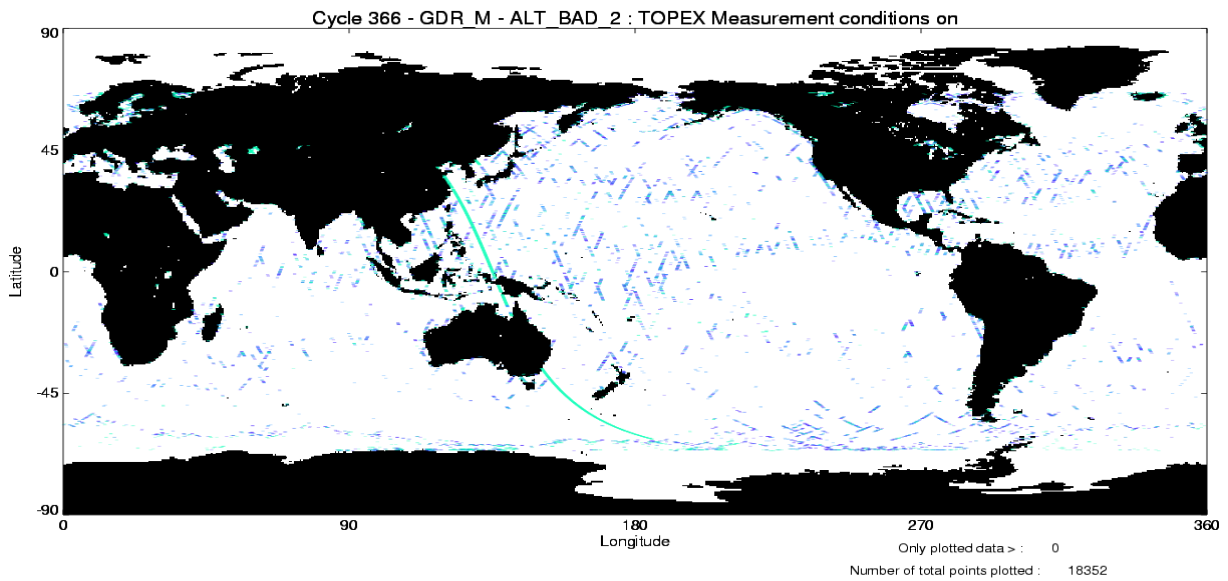 Cycle 366 - GDR_M - ALT_BAD_2 : TOPEX Measurement conditions on
90
45
0
-45
-90
Latitude
0 90 180 270 360
Longitude
Only plotted data > : 0
Number of total points plotted : 18352